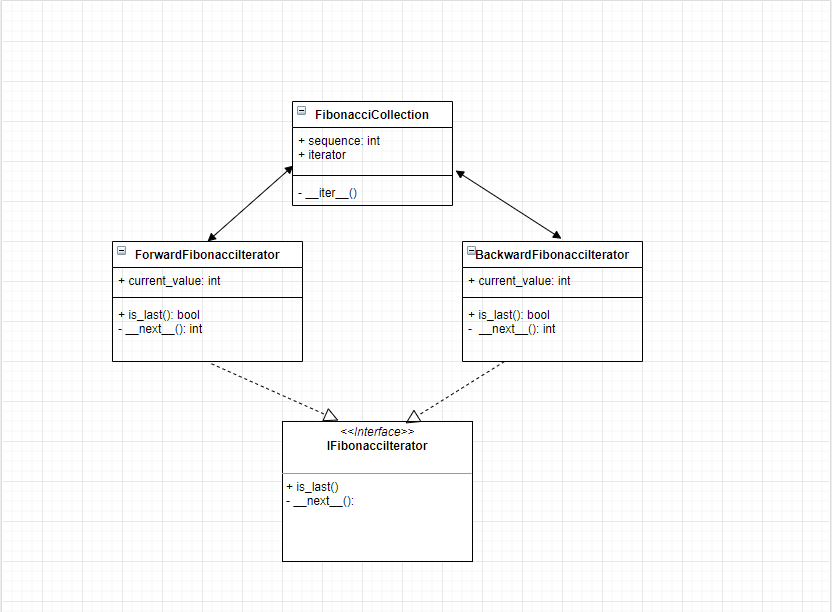 FibonacciCollection
+ sequence: int
+ iterator
- __iter__()
ForwardFibonacciIterator
+ current_value: int
+ is_last(): bool
- __next__(): int
BackwardFibonacciIterator
+ current_value: int
+ is_last(): bool
- __next__(): int
<<Interface>>
IFibonacciIterator
+ is_last()
- __next__():